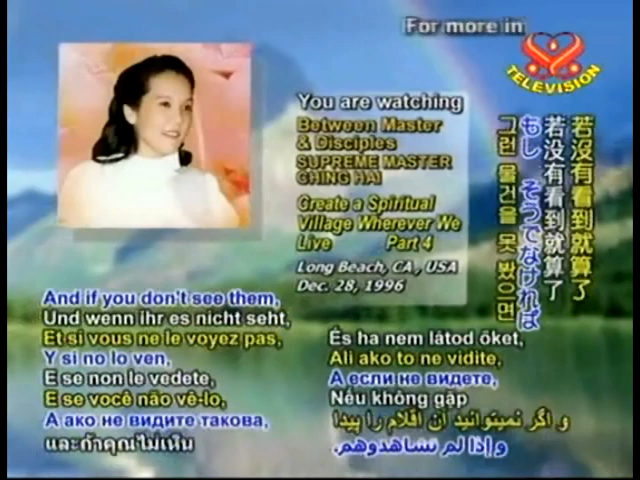 For more in
TELEVISION
You are watching
Between Master
& Disciples
SUPREME MASTER
CHING HAI
Create a Spiritual
Village Wherever We
Live Part 4
Long Beach, CA , USA
Dec. 28, 1996
若沒有看到就算了
若没有看到就算了
もし そうでなければ
그런 물건을 못 봤으면
And if you don't see them,
Und wenn ihr es nicht seht,
Et si vous ne le voyez pas,
Y si no lo ven,
E se non le vedete,
E se você não vê-lo,
А ако не видите такова,
และถ้าคุณไม่เห็น
És ha nem látod őket,
Ali ako to ne vidite,
А если не видете,
Nếu không gặp
و اگر نمیتوانید آن اقلام را پیدا
و إذا لم تشاهدوهم.